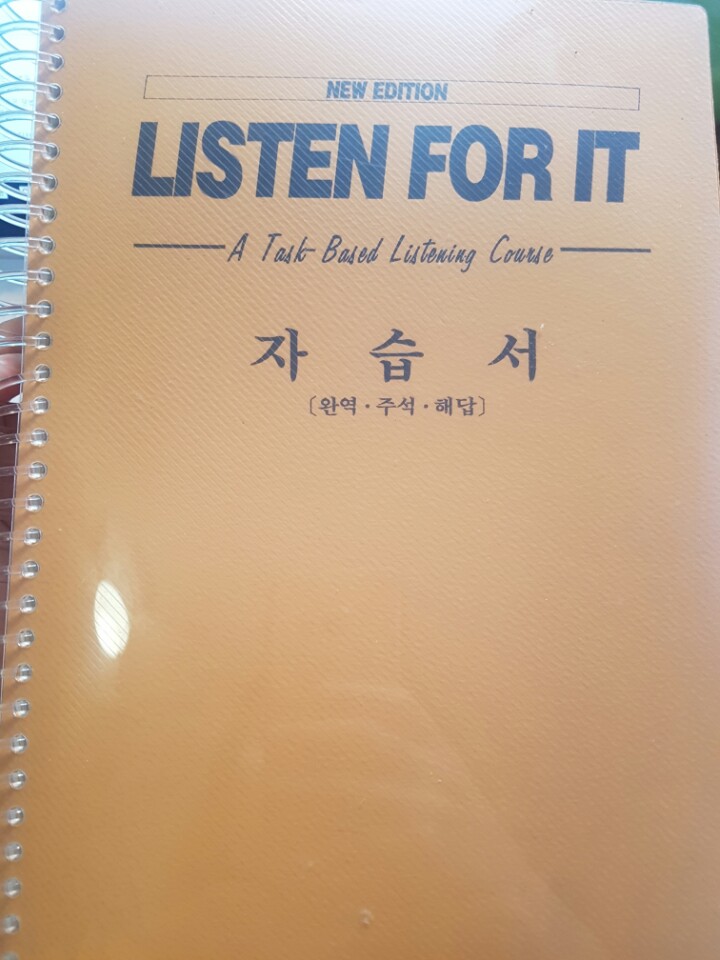 NEW EDITION
LISTEN FOR IT
A Task Based Listening Course
자 습 서
〔완역·주석·해답〕